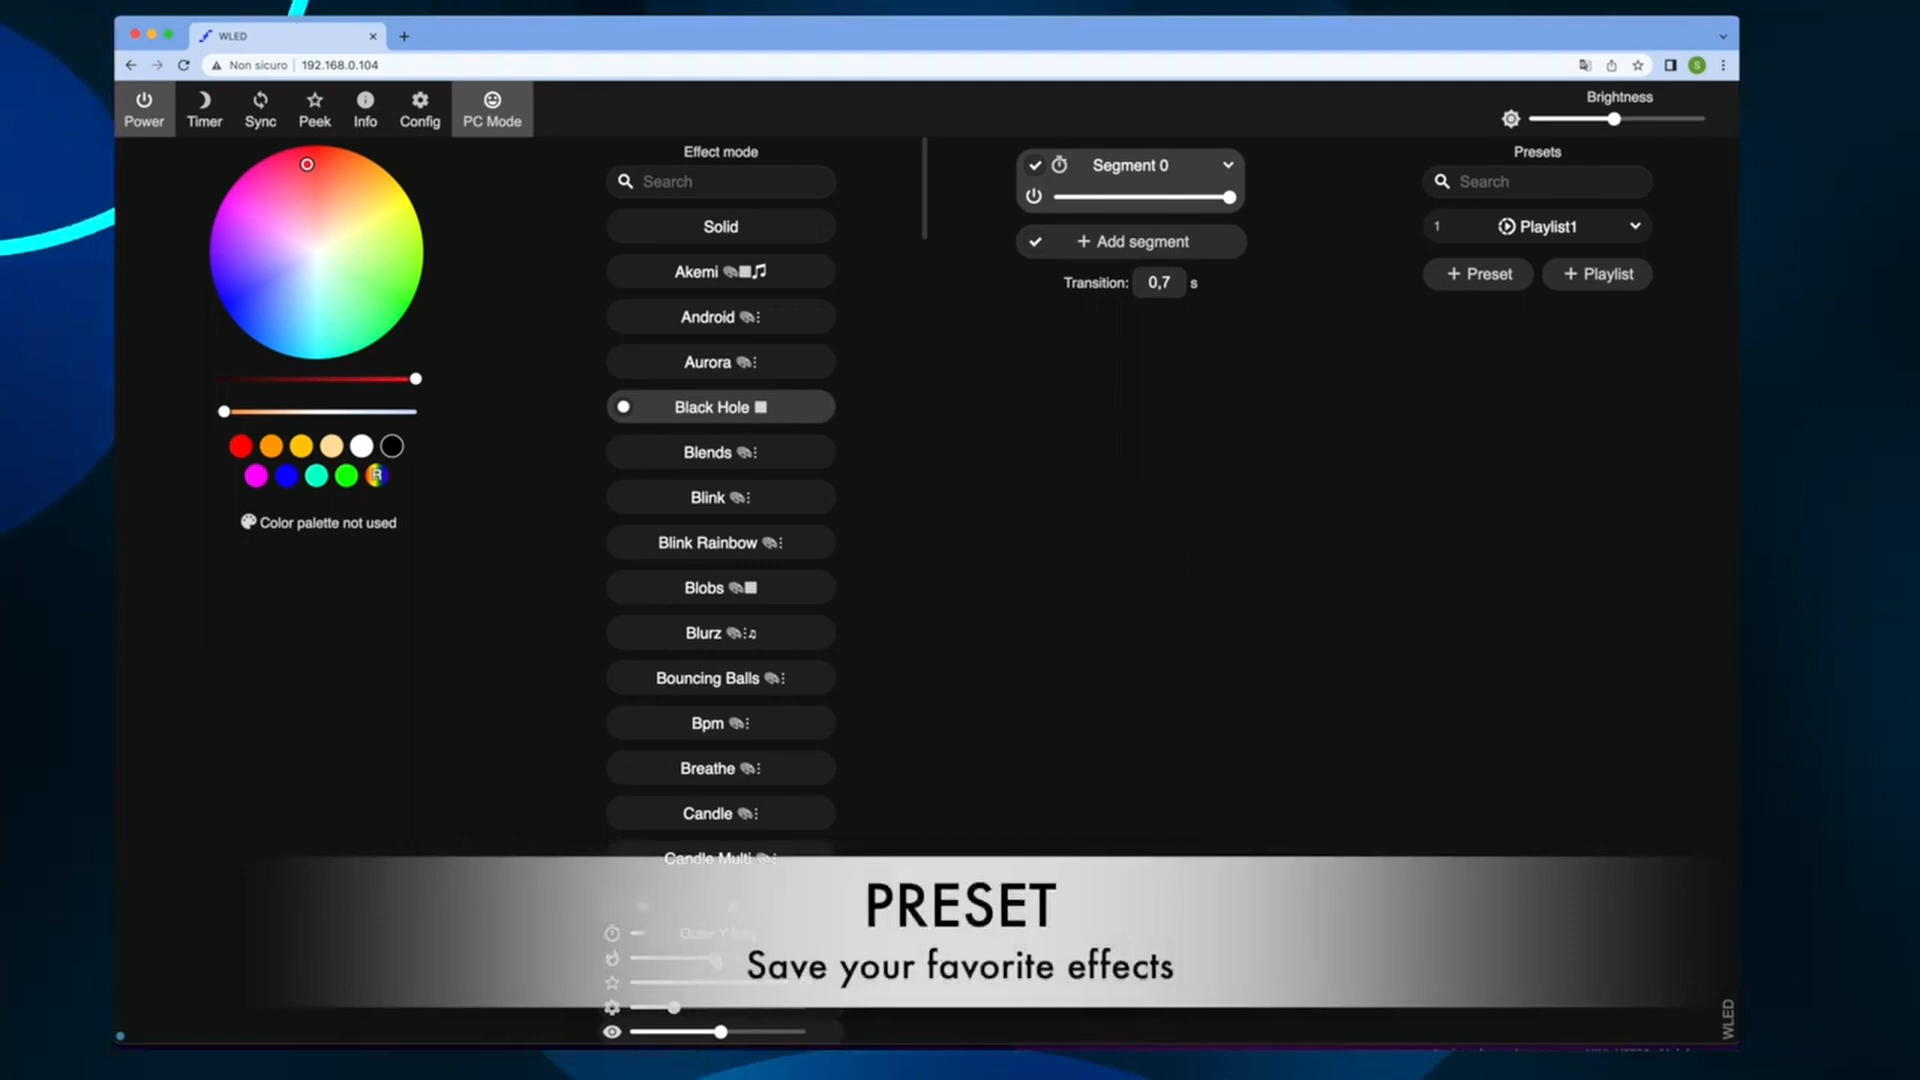 WLED
Non sicuro
192.168.0.104
Power
Timer
Sync
Peek
Info
Config
PC Mode
Brightness
R
Color palette not used
Effect mode
Search
Solid
Akemi
Android
Aurora
Black Hole
Blends
Blink
Blink Rainbow
Blobs
Blurz
Bouncing Balls
Bpm
Breathe
Candle
Candle Multi
Segment 0
+ Add segment
Transition: 0,7 s
Presets
Search
1 Playlist1
+ Preset
+ Playlist
PRESET
Save your favorite effects
WLED
S